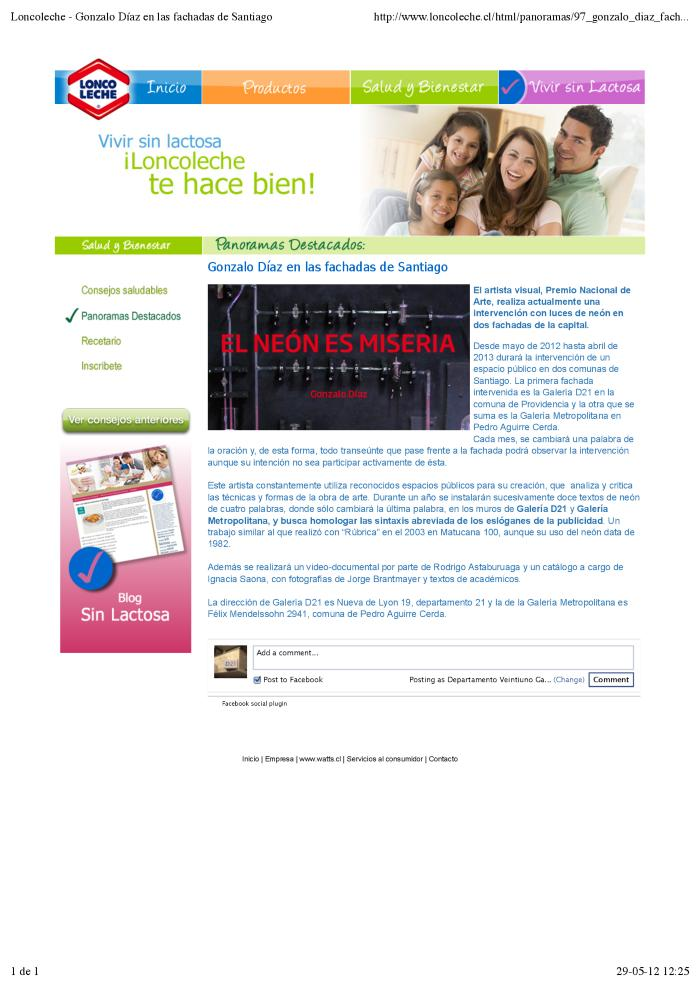 Loncoleche - Gonzalo Díaz en las fachadas de Santiago
http://www.loncoleche.cl/html/panoramas/97_gonzalo_diaz_fach...
LONCO
LECHE
Inicio
Productos
Salud y Bienestar
Vivir sin Lactosa
Vivir sin lactosa
¡Loncoleche
te hace bien!
Salud y Bienestar
Panoramas Destacados:
Gonzalo Díaz en las fachadas de Santiago
Consejos saludables
Panoramas Destacados
Recetario
Inscribete
Ver consejos anteriores
Blog
Sin Lactosa
EL NEÓN ES MISERIA
Gonzalo Díaz
El artista visual, Premio Nacional de
Arte, realiza actualmente una
intervención con luces de neón en
dos fachadas de la capital.
Desde mayo de 2012 hasta abril de
2013 durará la intervención de un
espacio público en dos comunas de
Santiago. La primera fachada
intervenida es la Galería D21 en la
comuna de Providencia y la otra que se
suma es la Galería Metropolitana en
Pedro Aguirre Cerda.
Cada mes, se cambiará una palabra de
la oración y, de esta forma, todo transeúnte que pase frente a la fachada podrá observar la intervención
aunque su intención no sea participar activamente de ésta.
Este artista constantemente utiliza reconocidos espacios públicos para su creación, que analiza y critica
las técnicas y formas de la obra de arte. Durante un año se instalarán sucesivamente doce textos de neón
de cuatro palabras, donde sólo cambiará la última palabra, en los muros de Galería D21 y Galería
Metropolitana, y busca homologar las sintaxis abreviada de los eslóganes de la publicidad. Un
trabajo similar al que realizó con "Rúbrica" en el 2003 en Matucana 100, aunque su uso del neón data de
1982.
Además se realizará un video-documental por parte de Rodrigo Astaburuaga y un catálogo a cargo de
Ignacia Saona, con fotografías de Jorge Brantmayer y textos de académicos.
La dirección de Galería D21 es Nueva de Lyon 19, departamento 21 y la de la Galería Metropolitana es
Félix Mendelssohn 2941, comuna de Pedro Aguirre Cerda.
D21
Add a comment...
Post to Facebook
Posting as Departamento Veintiuno Ga... (Change)
Comment
Facebook social plugin
Inicio | Empresa | www.watts.cl | Servicios al consumidor | Contacto
1 de 1
29-05-12 12:25